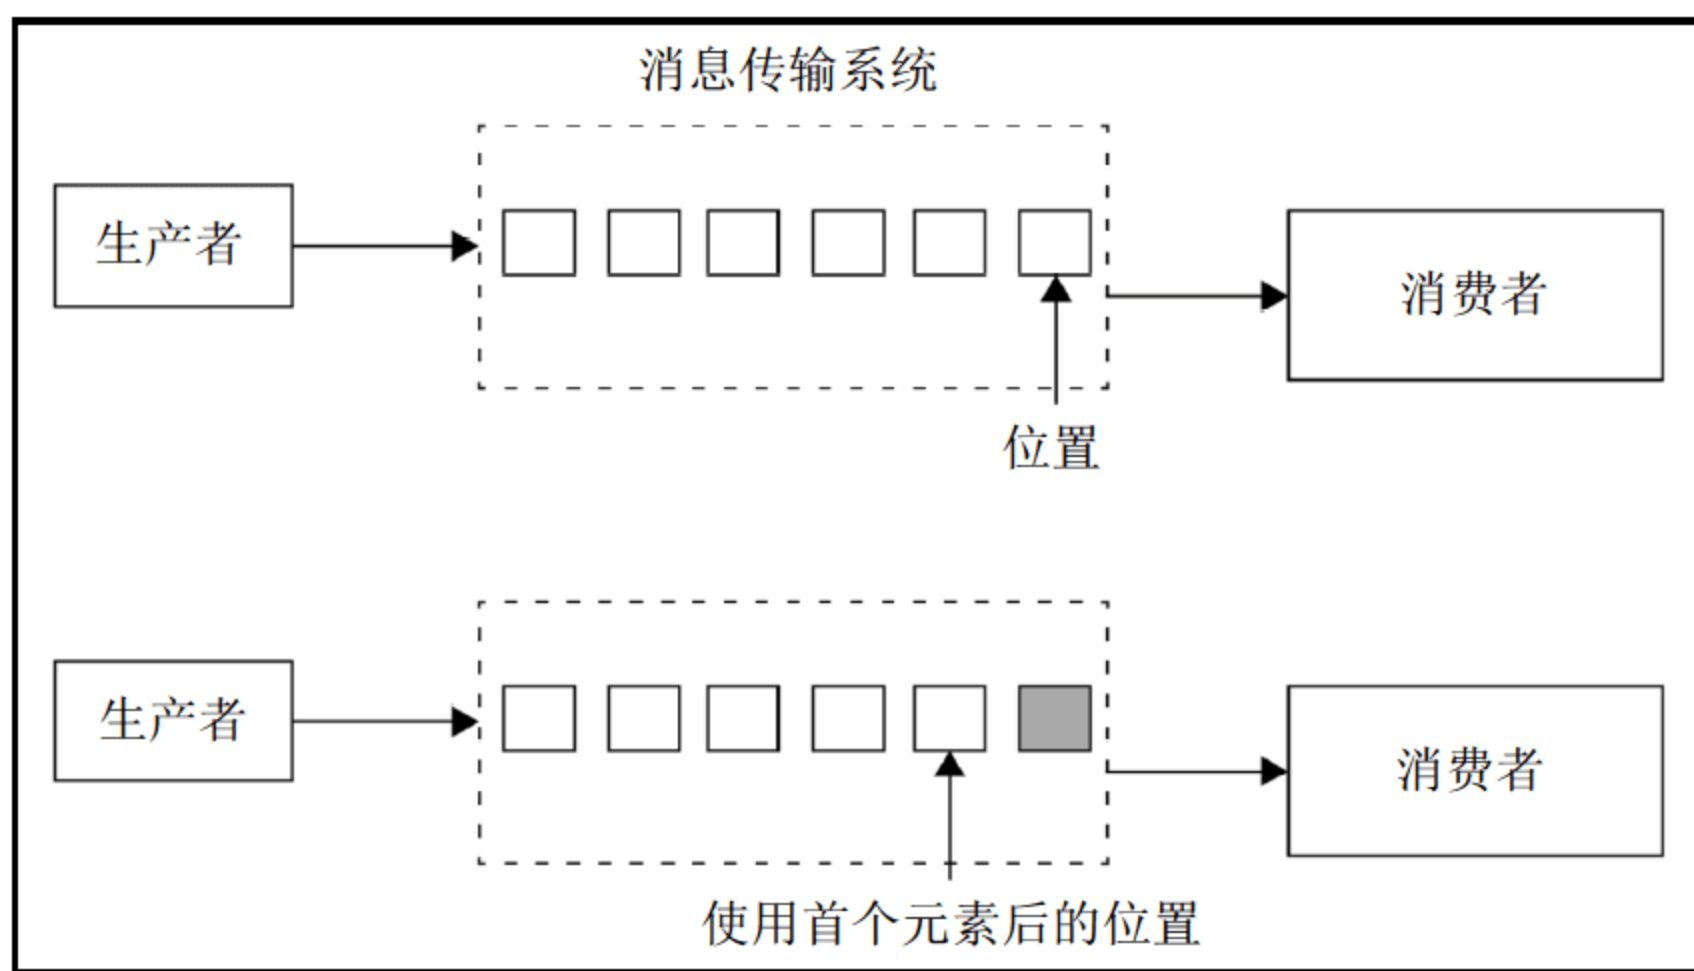 消息传输系统
生产者
消费者
位置
生产者
消费者
使用首个元素后的位置